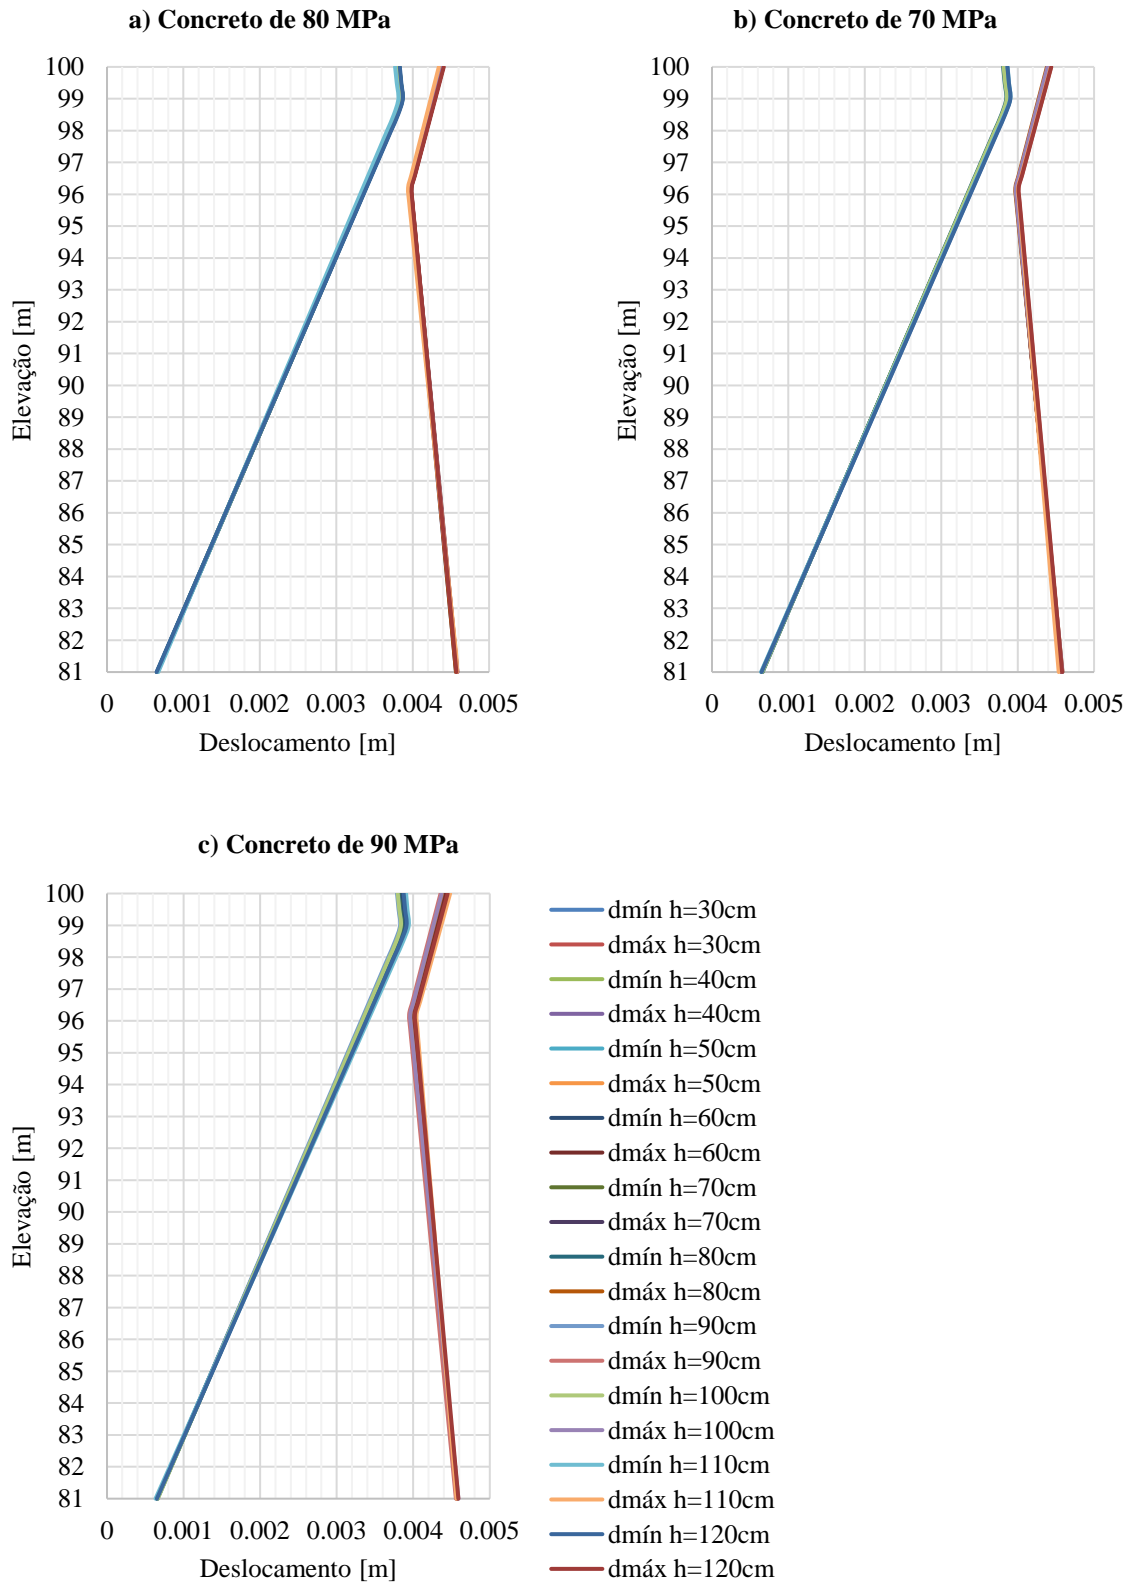 a) Concreto de 80 MPa
100
99
98
97
96
95
94
93
92
91
90
89
88
87
86
85
84
83
82
81
Elevação [m]
0 0.001 0.002 0.003 0.004 0.005
Deslocamento [m]
b) Concreto de 70 MPa
100
99
98
97
96
95
94
93
92
91
90
89
88
87
86
85
84
83
82
81
Elevação [m]
0 0.001 0.002 0.003 0.004 0.005
Deslocamento [m]
c) Concreto de 90 MPa
100
99
98
97
96
95
94
93
92
91
90
89
88
87
86
85
84
83
82
81
Elevação [m]
0 0.001 0.002 0.003 0.004 0.005
Deslocamento [m]
dmín h=30cm
dmáx h=30cm
dmín h=40cm
dmáx h=40cm
dmín h=50cm
dmáx h=50cm
dmín h=60cm
dmáx h=60cm
dmín h=70cm
dmáx h=70cm
dmín h=80cm
dmáx h=80cm
dmín h=90cm
dmáx h=90cm
dmín h=100cm
dmáx h=100cm
dmín h=110cm
dmáx h=110cm
dmín h=120cm
dmáx h=120cm